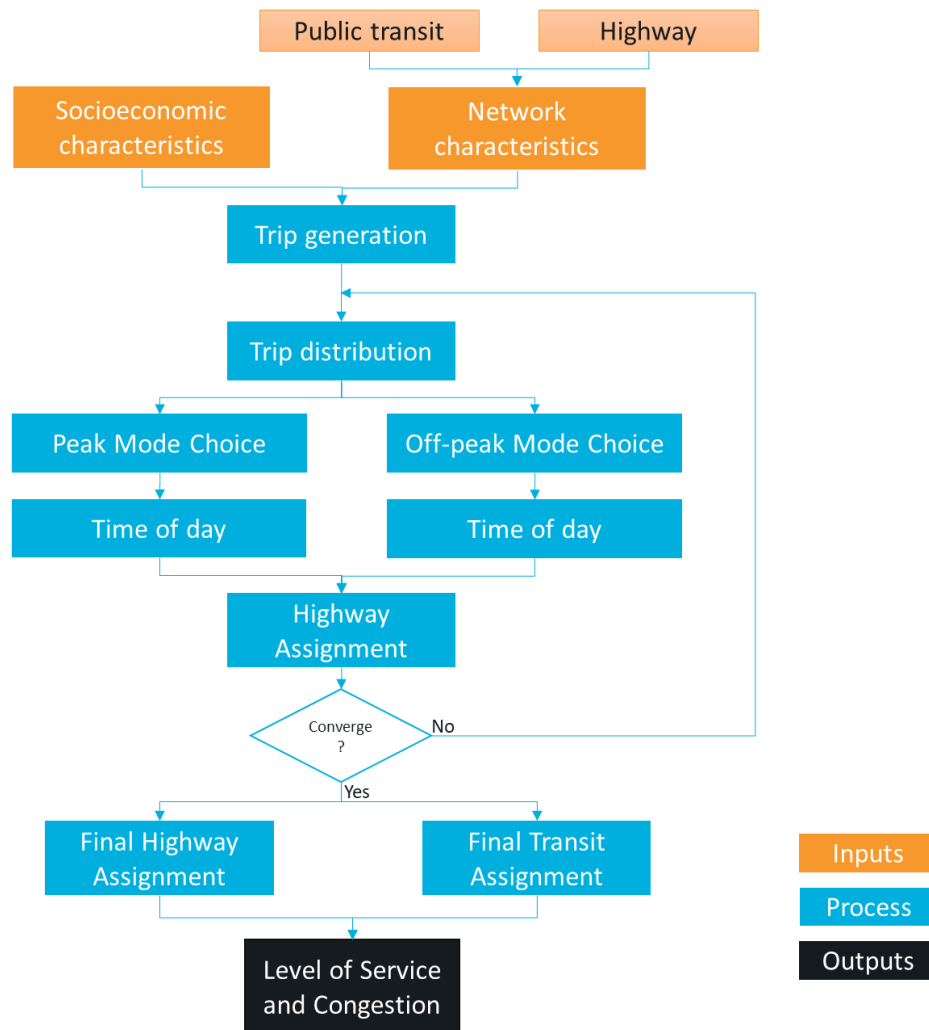 Public transit
Highway
Socioeconomic
characteristics
Network
characteristics
Trip generation
Trip distribution
Peak Mode Choice
Off-peak Mode Choice
Time of day
Time of day
Highway
Assignment
Converge
?
No
Yes
Final Highway
Assignment
Final Transit
Assignment
Level of Service
and Congestion
Inputs
Process
Outputs